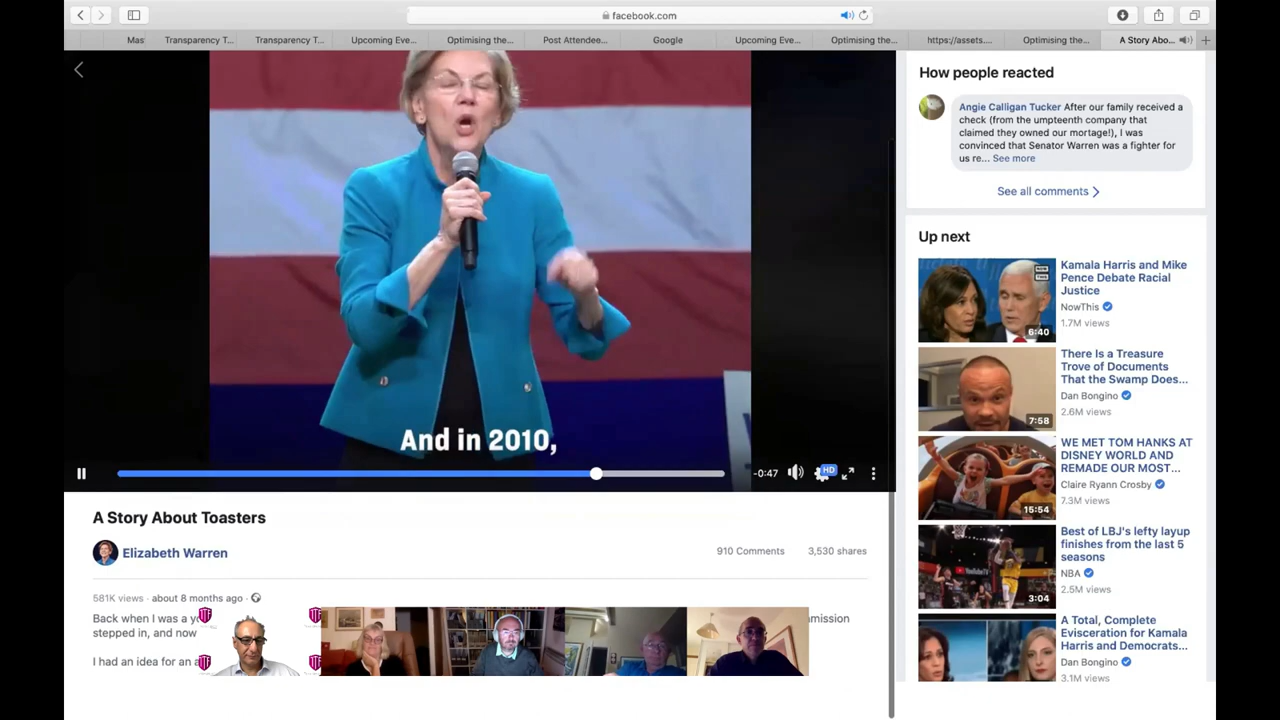 facebook.com
Mas
Transparency T...
Transparency T...
Upcoming Eve...
Optimising the...
Post Attendee...
Google
Upcoming Eve...
Optimising the...
https://assets....
Optimising the...
A Story Abo...
And in 2010,
-0:47
HD
A Story About Toasters
Elizabeth Warren
910 Comments
3,530 shares
581K views · about 8 months ago ·
Back when I was a yo
mmission
stepped in, and now
I had an idea for an a
How people reacted
Angie Calligan Tucker After our family received a
check (from the umpteenth company that
claimed they owned our mortage!), I was
convinced that Senator Warren was a fighter for
us re... See more
See all comments
Up next
NOW
THIS
6:40
Kamala Harris and Mike
Pence Debate Racial
Justice
NowThis
1.7M views
7:58
There Is a Treasure
Trove of Documents
That the Swamp Does...
Dan Bongino
2.6M views
15:54
WE MET TOM HANKS AT
DISNEY WORLD AND
REMADE OUR MOST...
Claire Ryann Crosby
7.3M views
3:04
Best of LBJ's lefty layup
finishes from the last 5
seasons
NBA
2.5M views
A Total, Complete
Evisceration for Kamala
Harris and Democrats...
Dan Bongino
3.1M views